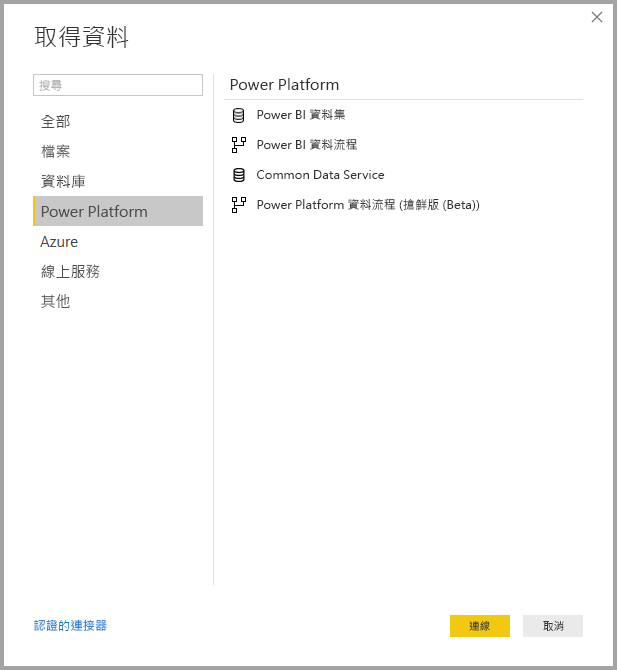 取得資料
搜尋
全部
檔案
資料庫
Power Platform
Azure
線上服務
其他
Power Platform
Power BI 資料集
Power BI 資料流程
Common Data Service
Power Platform 資料流程 (搶鮮版 (Beta))
認證的連接器
連線
取消